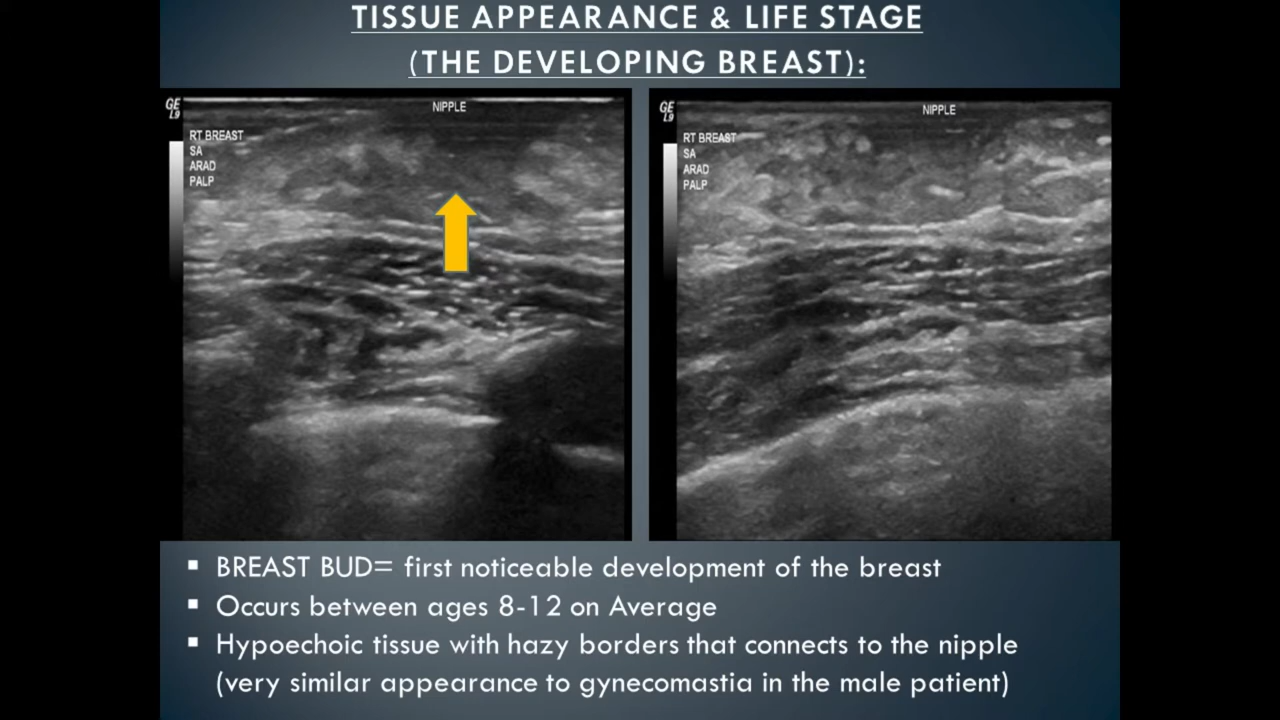 TISSUE APPEARANCE & LIFE STAGE
(THE DEVELOPING BREAST):
GE
L9
NIPPLE
RT BREAST
SA
ARAD
PALP
GE
L9
NIPPLE
RT BREAST
SA
ARAD
PALP
▪ BREAST BUD= first noticeable development of the breast
▪ Occurs between ages 8-12 on Average
▪ Hypoechoic tissue with hazy borders that connects to the nipple
(very similar appearance to gynecomastia in the male patient)